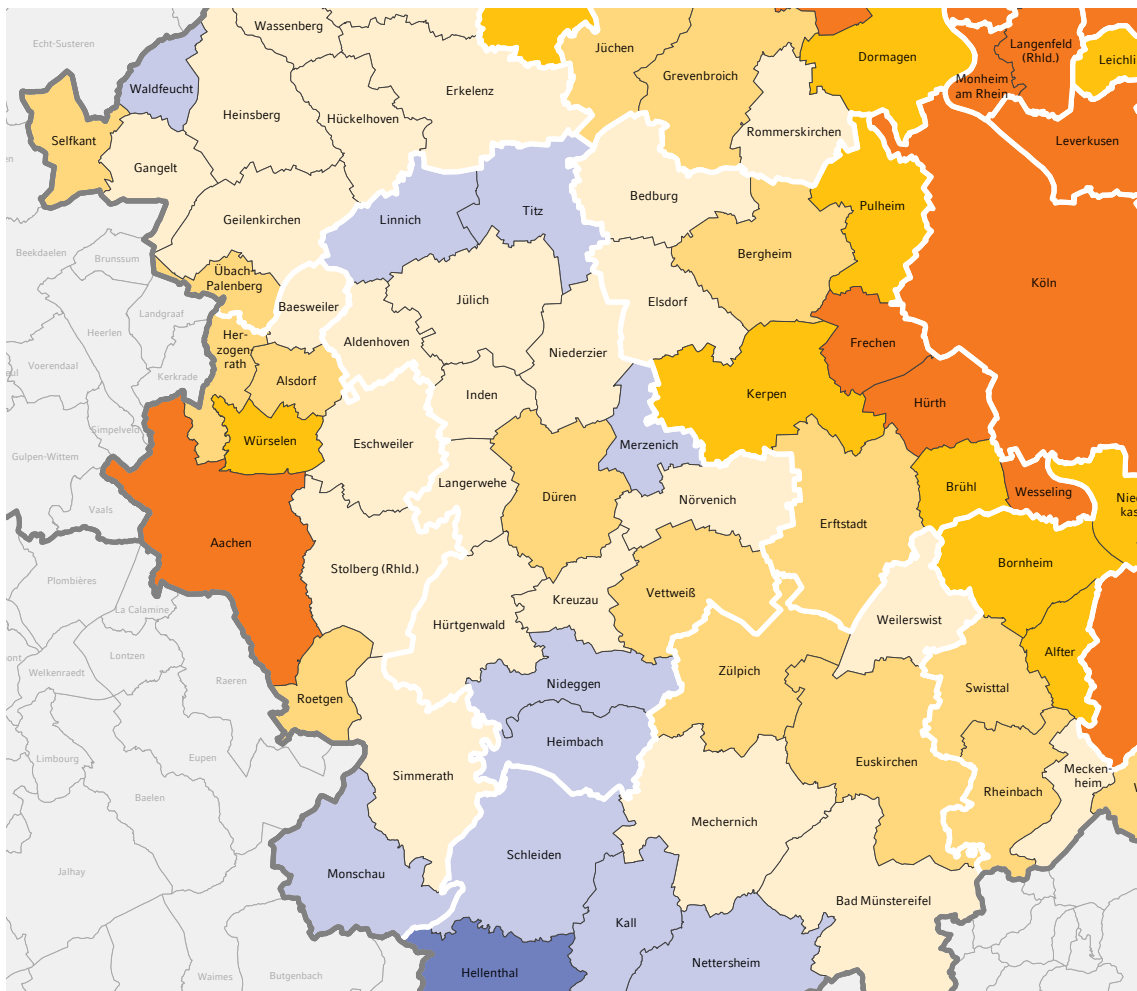 Wassenberg
Echt-Susteren
Jüchen
Langenfeld
(Rhld.)
Dormagen
Leichli
Grevenbroich
Monheim
am Rhein
Waldfeucht
Erkelenz
Heinsberg
Hückelhoven
Rommerskirchen
Leverkusen
Selfkant
Gangelt
Bedburg
Pulheim
Titz
Linnich
Geilenkirchen
Beekdaelen
Brunssum
Bergheim
Übach-
Palenberg
Köln
Jülich
Elsdorf
Baesweiler
Landgraaf
Heerlen
Her-
zogen-
rath
Aldenhoven
Frechen
Niederzier
Voerendaal
ul
Kerkrade
Alsdorf
Inden
Kerpen
Hürth
Simpelveld
Würselen
Eschweiler
Merzenich
Gulpen-Wittem
Langerwehe
Brühl
Wesseling
Düren
Nörvenich
Nie
kas
Vaals
Erftstadt
Aachen
Bornheim
Stolberg (Rhld.)
Plombières
Vettweiß
Kreuzau
La Calamine
Hürtgenwald
Weilerswist
Lontzen
ont
Welkenraedt
Alfter
Zülpich
Raeren
Nideggen
Swisttal
Roetgen
Heimbach
Limbourg
Eupen
Euskirchen
Simmerath
Mecken-
heim
Rheinbach
W
Baelen
Mechernich
Schleiden
Jalhay
Monschau
Bad Münstereifel
Kall
Nettersheim
Hellenthal
Waimes
Butgenbach